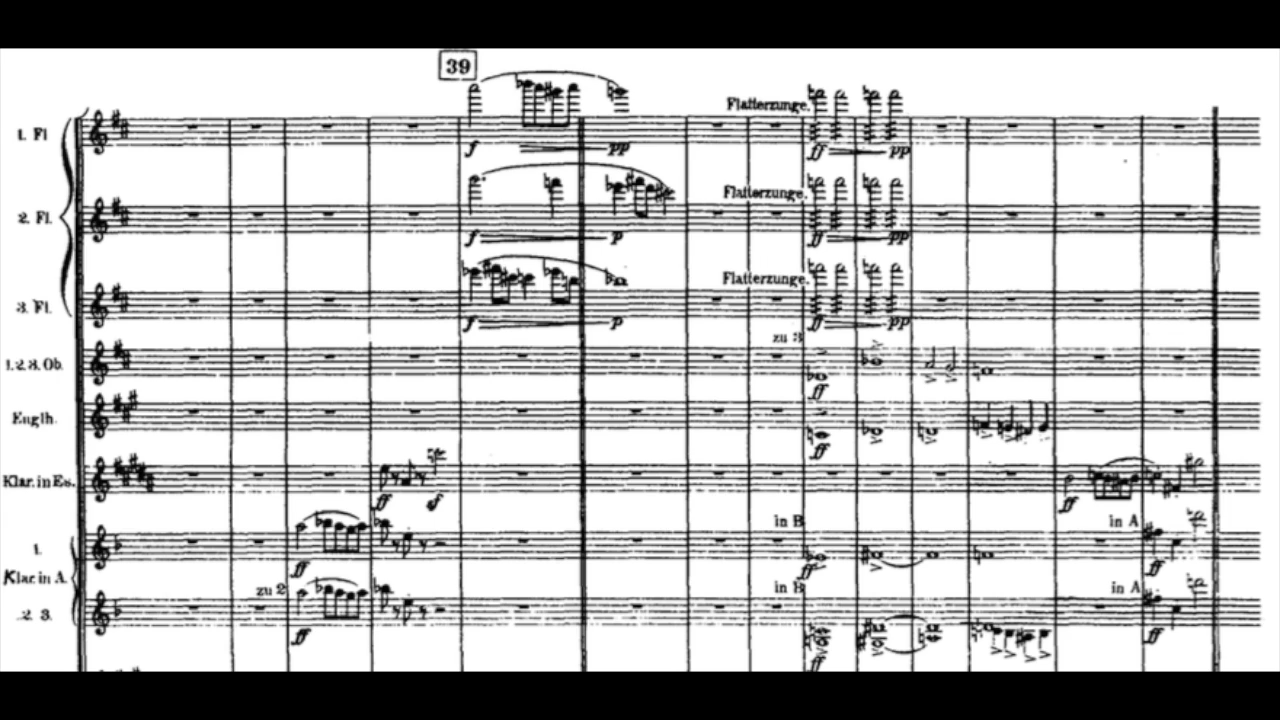 39
1. Fl
Flatterzunge.
f pp ff pp
2. Fl.
Flatterzunge.
f p ff pp
3. Fl.
Flatterzunge.
f p ff pp
zu 3
1. 2. 3. Ob.
ff
Englh.
ff
Klar. in Es.
ff sf ff
in B in A
1.
ff ff ff
Klar. in A.
zu 2 in B in A
2. 3.
ff ff
ff